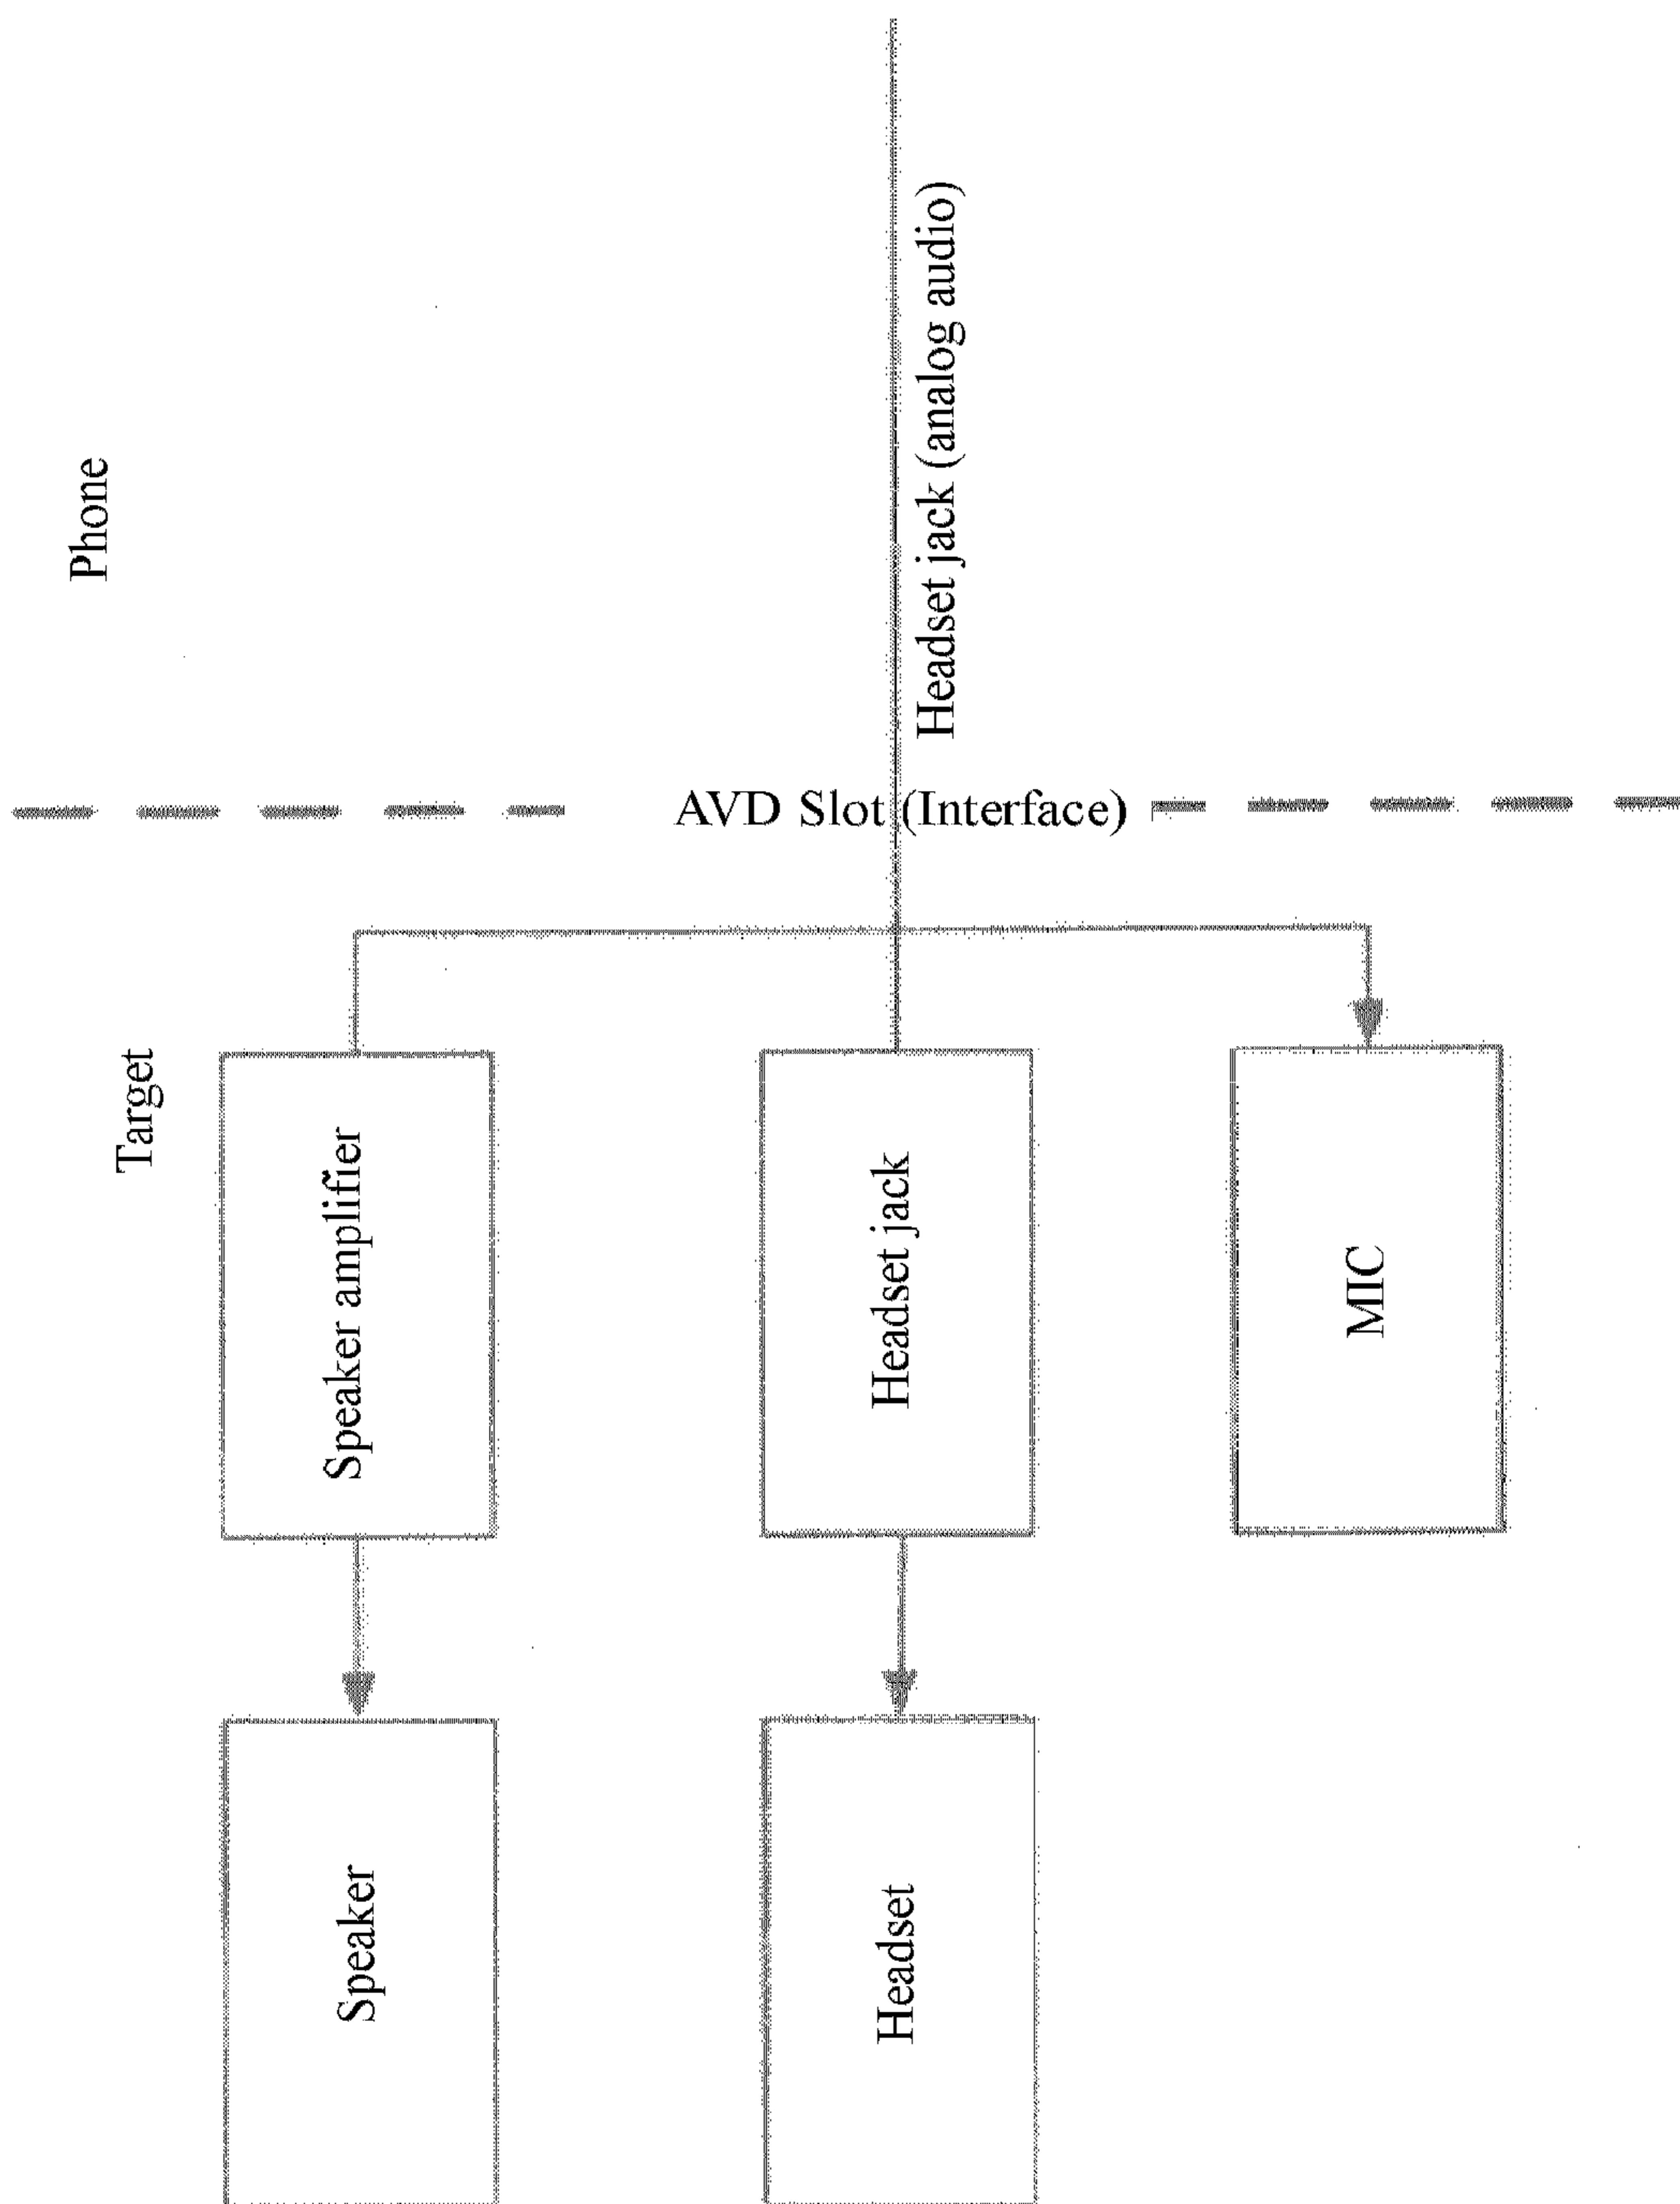 Phone
Headset jack (analog audio)
AVD Slot (Interface)
Target
Speaker amplifier
Headset jack
MIC
Speaker
Headset